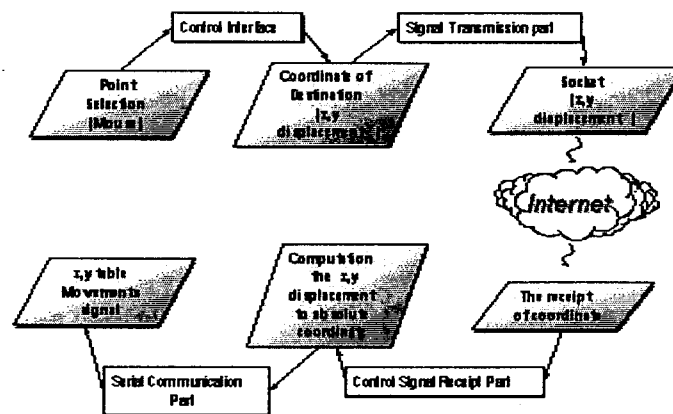 Control Interface
Signal Transmission part
Point
Selection
[Mouse]
Coordinate of
Destination
[x,y
displacement]
Socket
[x,y
displacement]
Internet
x,y table
Movements
signal
Computation
the x,y
displacement
to absolute
coordinate
The receipt
of coordinate
Serial Communication
Part
Control Signal Receipt Part